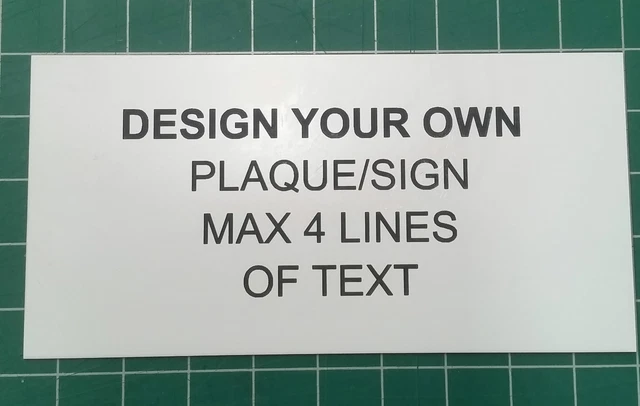 DESIGN YOUR OWN
PLAQUE/SIGN
MAX 4 LINES
OF TEXT